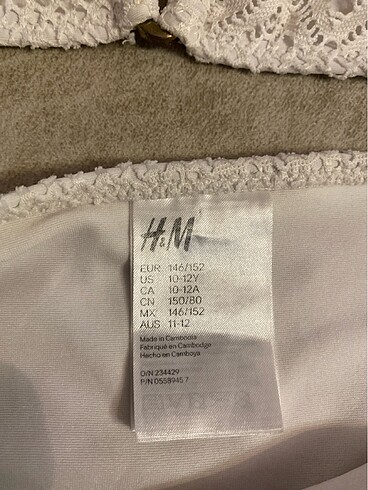 H&M
EUR 146/152
US 10-12Y
CA 10-12A
CN 150/80
MX 146/152
AUS 11-12
Made in Cambodia
Fabriqué en Cambodge
Hecho en Camboya
O/N 234429
P/N 0558945 7